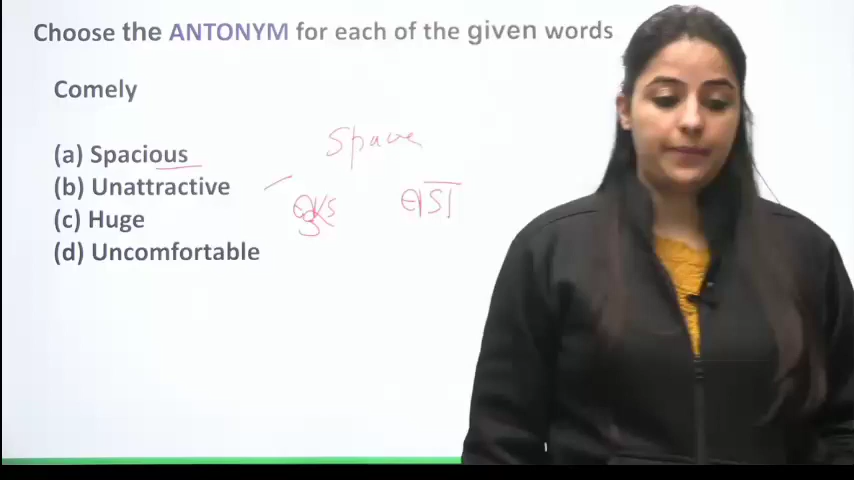 Choose the ANTONYM for each of the given words
Comely
(a) Spacious
(b) Unattractive
(c) Huge
(d) Uncomfortable
Space